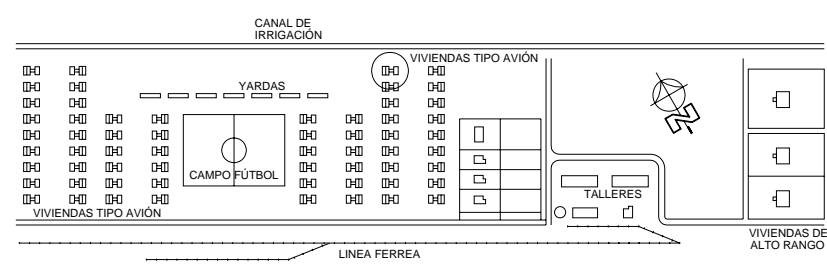 CANAL DE
IRRIGACIÓN
VIVIENDAS TIPO AVIÓN
YARDAS
N
CAMPO FÚTBOL
TALLERES
VIVIENDAS TIPO AVIÓN
VIVIENDAS DE
ALTO RANGO
LINEA FERREA